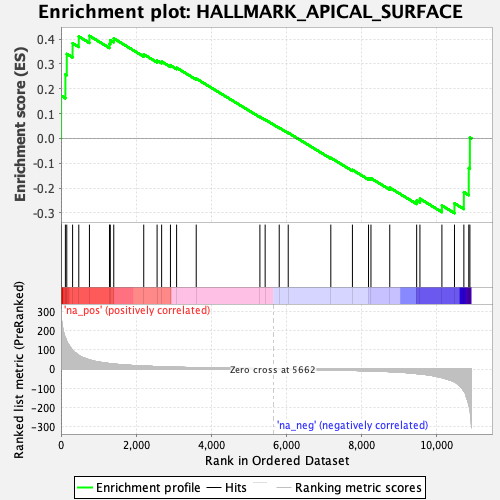 Enrichment plot: HALLMARK_APICAL_SURFACE
Enrichment score (ES)
0.4
0.3
0.2
0.1
0.0
-0.1
-0.2
-0.3
'na_pos' (positively correlated)
Ranked list metric (PreRanked)
300
200
100
0
-100
-200
-300
Zero cross at 5662
'na_neg' (negatively correlated)
0
2,000
4,000
6,000
8,000
10,000
Rank in Ordered Dataset
Enrichment profile
Hits
Ranking metric scores